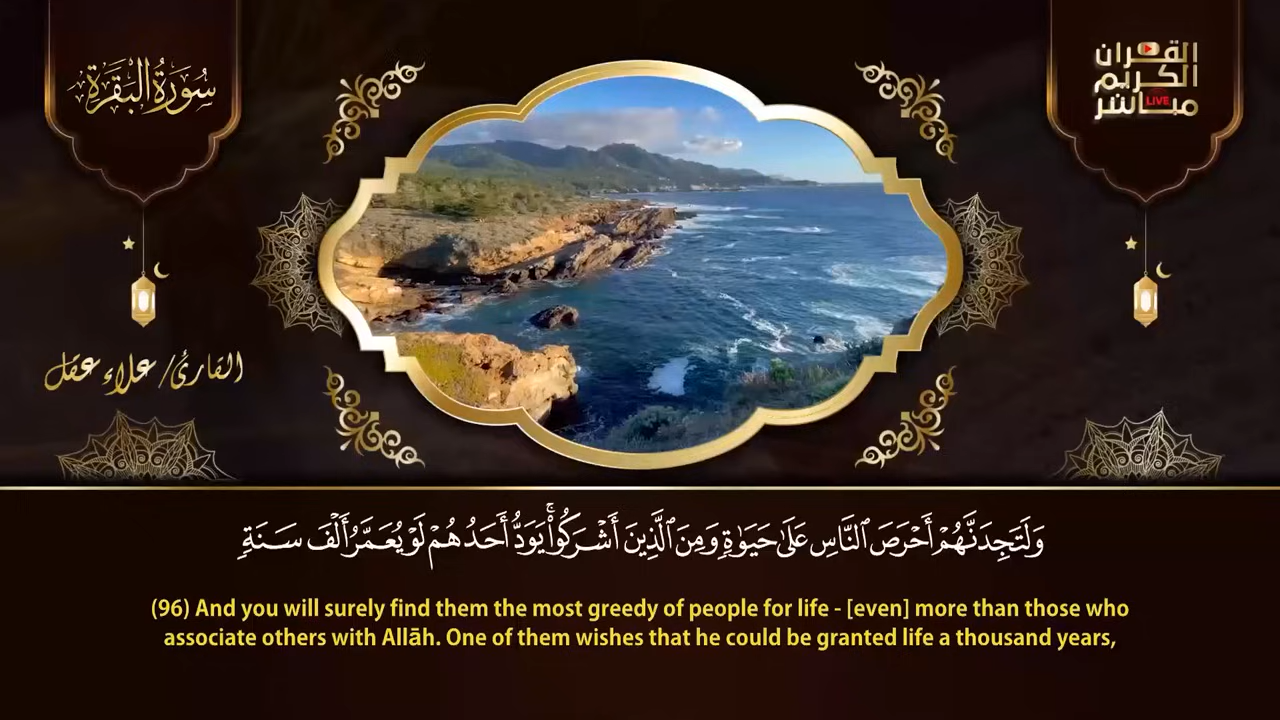 سُورَةُ البَقَرَةِ
القرآن
الكريم
مباشر
LIVE
القارئ/ علاء عقل
وَلَتَجِدَنَّهُمْ أَحْرَصَ ٱلنَّاسِ عَلَىٰ حَيَوٰةٍ وَمِنَ ٱلَّذِينَ أَشْرَكُوا۟ ۚ يَوَدُّ أَحَدُهُمْ لَوْ يُعَمَّرُ أَلْفَ سَنَةٍ
(96) And you will surely find them the most greedy of people for life - [even] more than those who
associate others with Allāh. One of them wishes that he could be granted life a thousand years,